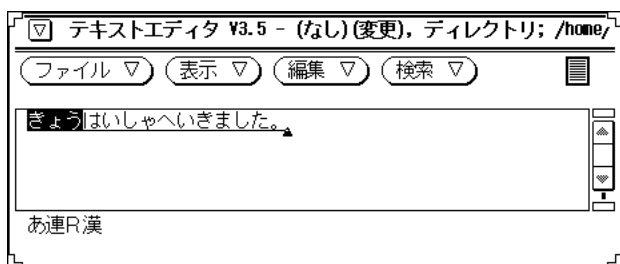 テキストエディタ V3.5 - (なし)(変更), ディレクトリ; /home/
ファイル 表示 編集 検索
きょうはいしゃへいきました。
あ連R漢